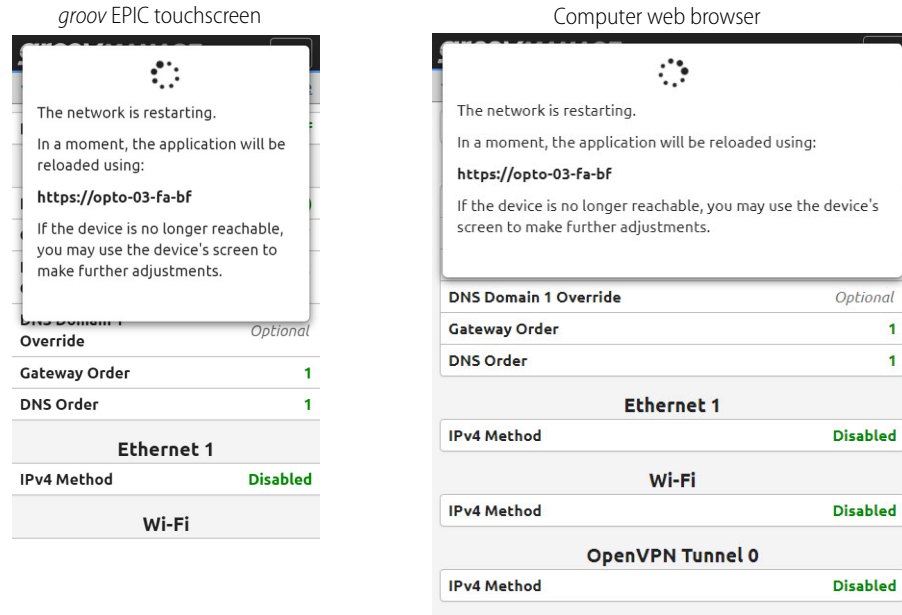 groov EPIC touchscreen
The network is restarting.
In a moment, the application will be
reloaded using:
https://opto-03-fa-bf
If the device is no longer reachable,
you may use the device's screen to
make further adjustments.
Override
Optional
Gateway Order 1
DNS Order 1
Ethernet 1
IPv4 Method Disabled
Wi-Fi
Computer web browser
The network is restarting.
In a moment, the application will be reloaded using:
https://opto-03-fa-bf
If the device is no longer reachable, you may use the device's
screen to make further adjustments.
DNS Domain 1 Override Optional
Gateway Order 1
DNS Order 1
Ethernet 1
IPv4 Method Disabled
Wi-Fi
IPv4 Method Disabled
OpenVPN Tunnel 0
IPv4 Method Disabled